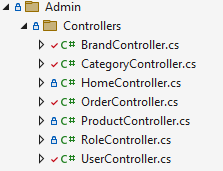 Admin
Controllers
C# BrandController.cs
C# CategoryController.cs
C# HomeController.cs
C# OrderController.cs
C# ProductController.cs
C# RoleController.cs
C# UserController.cs